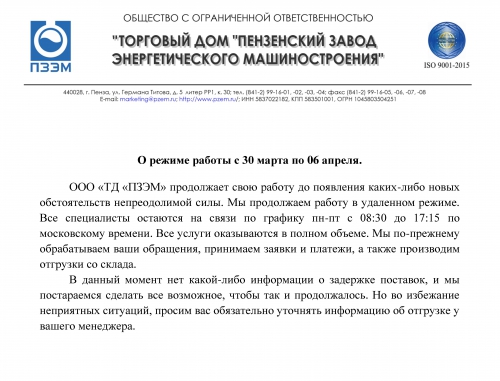 ОБЩЕСТВО С ОГРАНИЧЕННОЙ ОТВЕТСТВЕННОСТЬЮ
"ТОРГОВЫЙ ДОМ "ПЕНЗЕНСКИЙ ЗАВОД
ЭНЕРГЕТИЧЕСКОГО МАШИНОСТРОЕНИЯ"
ПЗЭМ
ISO 9001-2015
440028, г. Пенза, ул. Германа Титова, д.5 литер РР1, к. 30; тел. (841-2) 99-16-01, -02, -03, -04; факс (841-2) 99-16-05, -06, -07, -08
E-mail: marketing@pzem.ru; http://www.pzem.ru/; ИНН 5837022182, КПП 583501001, ОГРН 1045803504251
О режиме работы с 30 марта по 06 апреля.
ООО «ТД «ПЗЭМ» продолжает свою работу до появления каких-либо новых
обстоятельств непреодолимой силы. Мы продолжаем работу в удаленном режиме.
Все специалисты остаются на связи по графику пн-пт с 08:30 до 17:15 по
московскому времени. Все услуги оказываются в полном объеме. Мы по-прежнему
обрабатываем ваши обращения, принимаем заявки и платежи, а также производим
отгрузки со склада.
В данный момент нет какой-либо информации о задержке поставок, и мы
постараемся сделать все возможное, чтобы так и продолжалось. Но во избежание
неприятных ситуаций, просим вас обязательно уточнять информацию об отгрузке у
вашего менеджера.